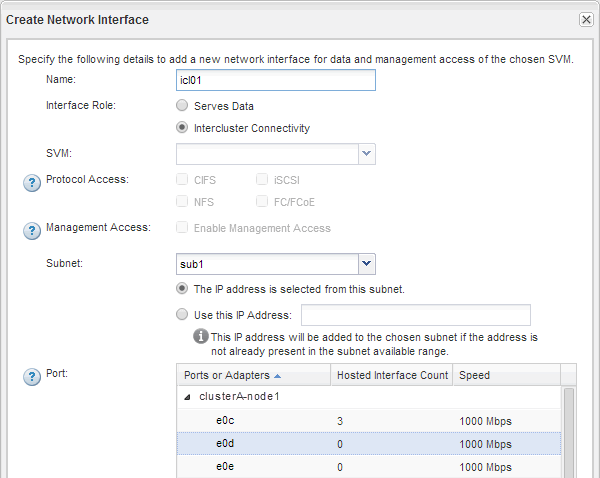 Create Network Interface
Specify the following details to add a new network interface for data and management access of the chosen SVM.
Name: icl01
Interface Role: Serves Data
Intercluster Connectivity
SVM:
? Protocol Access: CIFS iSCSI
NFS FC/FCoE
? Management Access: Enable Management Access
Subnet: sub1
The IP address is selected from this subnet.
Use this IP Address:
This IP address will be added to the chosen subnet if the address is
not already present in the subnet available range.
? Port: Ports or Adapters Hosted Interface Count Speed
clusterA-node1
e0c 3 1000 Mbps
e0d 0 1000 Mbps
e0e 0 1000 Mbps